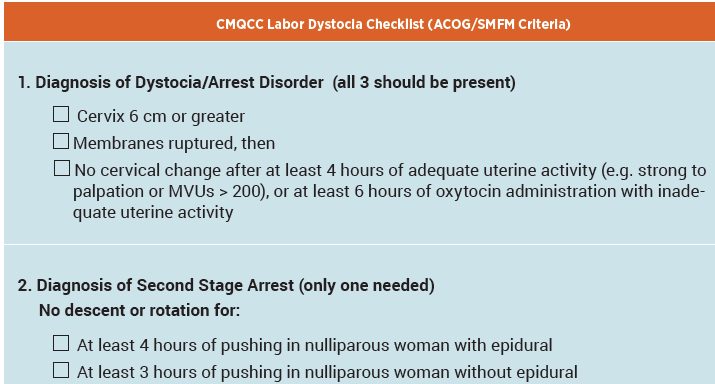 CMQCC Labor Dystocia Checklist (ACOG/SMFM Criteria)
1. Diagnosis of Dystocia/Arrest Disorder (all 3 should be present)
Cervix 6 cm or greater
Membranes ruptured, then
No cervical change after at least 4 hours of adequate uterine activity (e.g. strong to
palpation or MVUs > 200), or at least 6 hours of oxytocin administration with inade-
quate uterine activity
2. Diagnosis of Second Stage Arrest (only one needed)
No descent or rotation for:
At least 4 hours of pushing in nulliparous woman with epidural
At least 3 hours of pushing in nulliparous woman without epidural